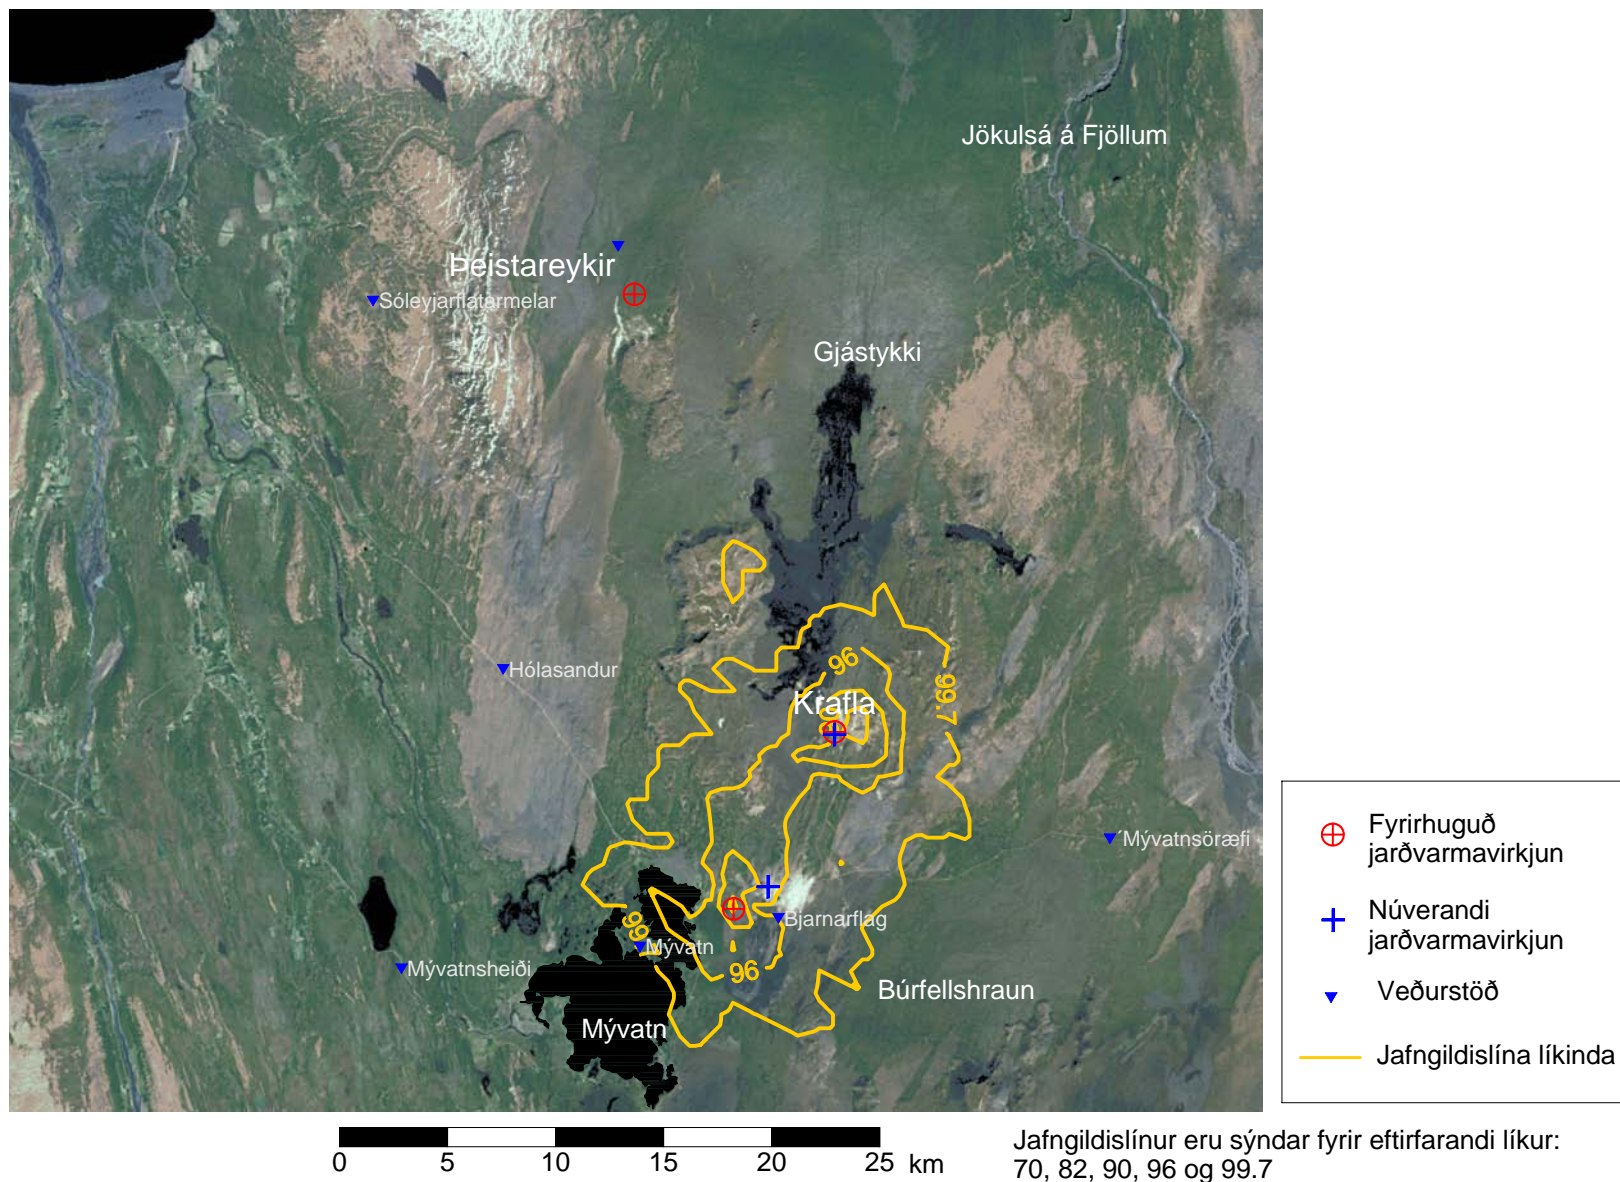 Jökulsá á Fjöllum
Þeistareykir
Sóleyjarflatarmelar
Gjástykki
Hólasandur
96
99.7
Krafla
Mývatnsöræfi
Bjarnarflag
99
Mývatn
Mývatnsheiði
96
Búrfellshraun
Mývatn
Fyrirhuguð
jarðvarmavirkjun
Núverandi
jarðvarmavirkjun
Veðurstöð
Jafngildislína líkinda
0 5 10 15 20 25 km
Jafngildislínur eru sýndar fyrir eftirfarandi líkur:
70, 82, 90, 96 og 99.7